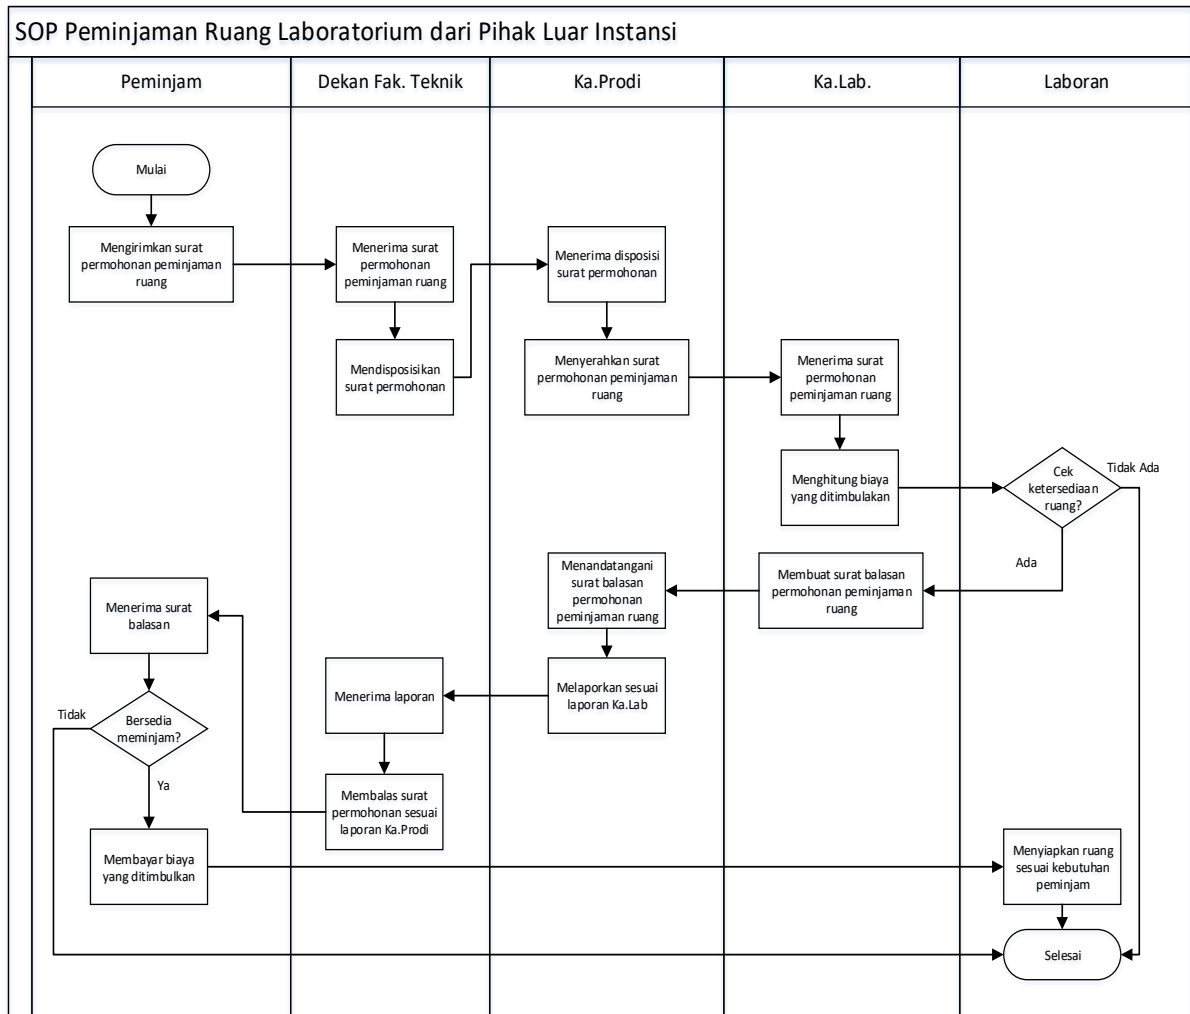 SOP Peminjaman Ruang Laboratorium dari Pihak Luar Instansi
Peminjam
Dekan Fak. Teknik
Ka.Prodi
Ka.Lab.
Laboran
Mulai
Mengirimkan surat
permohonan peminjaman
ruang
Menerima surat
permohonan
peminjaman ruang
Menerima disposisi
surat permohonan
Mendisposisikan
surat permohonan
Menyerahkan surat
permohonan peminjaman
ruang
Menerima surat
permohonan
peminjaman ruang
Menghitung biaya
yang ditimbulakan
Cek
ketersediaan
ruang?
Tidak Ada
Ada
Membuat surat balasan
permohonan peminjaman
ruang
Menandatangani
surat balasan
permohonan
peminjaman ruang
Menerima surat
balasan
Melaporkan sesuai
laporan Ka.Lab
Menerima laporan
Tidak
Bersedia
meminjam?
Ya
Membalas surat
permohonan sesuai
laporan Ka.Prodi
Membayar biaya
yang ditimbulkan
Menyiapkan ruang
sesuai kebutuhan
peminjam
Selesai